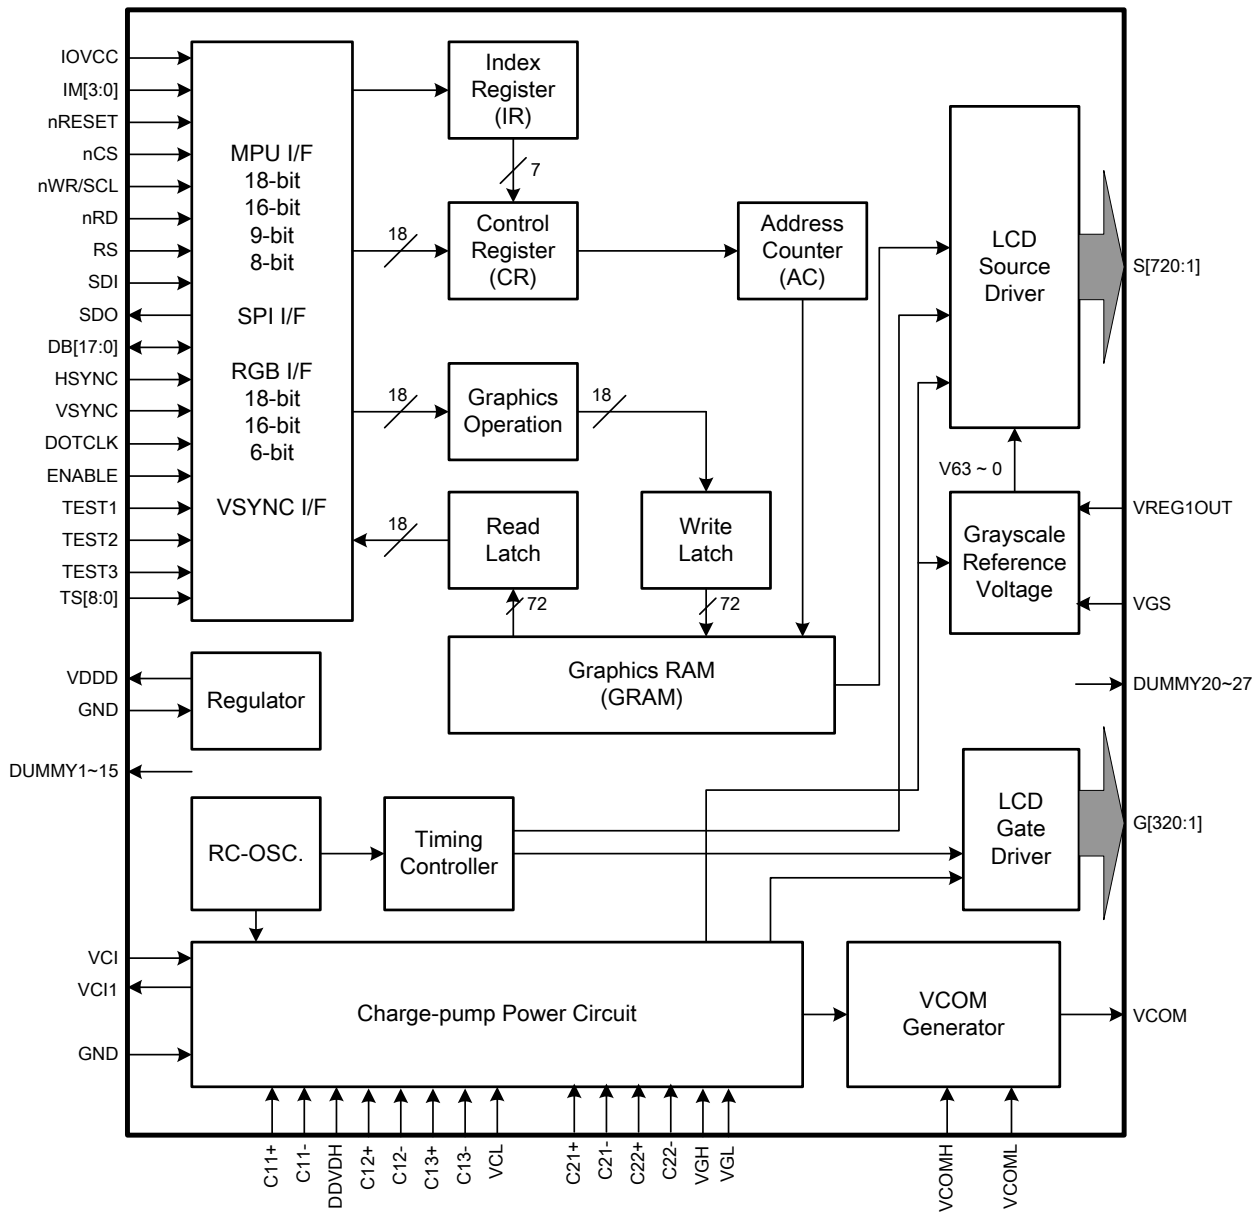 IOVCC
IM[3:0]
nRESET
nCS
nWR/SCL
nRD
RS
SDI
SDO
DB[17:0]
HSYNC
VSYNC
DOTCLK
ENABLE
TEST1
TEST2
TEST3
TS[8:0]
VDDD
GND
DUMMY1~15
VCI
VCI1
GND
MPU I/F
18-bit
16-bit
9-bit
8-bit
SPI I/F
RGB I/F
18-bit
16-bit
6-bit
VSYNC I/F
Index
Register
(IR)
7
18
Control
Register
(CR)
Address
Counter
(AC)
18
Graphics
Operation
18
18
Read
Latch
Write
Latch
72
72
Graphics RAM
(GRAM)
Regulator
RC-OSC.
Timing
Controller
Charge-pump Power Circuit
VCOM
Generator
LCD
Source
Driver
V63 ~ 0
Grayscale
Reference
Voltage
LCD
Gate
Driver
S[720:1]
VREG1OUT
VGS
DUMMY20~27
G[320:1]
VCOM
C11+
C11-
DDVDH
C12+
C12-
C13+
C13-
VCL
C21+
C21-
C22+
C22-
VGH
VGL
VCOMH
VCOML